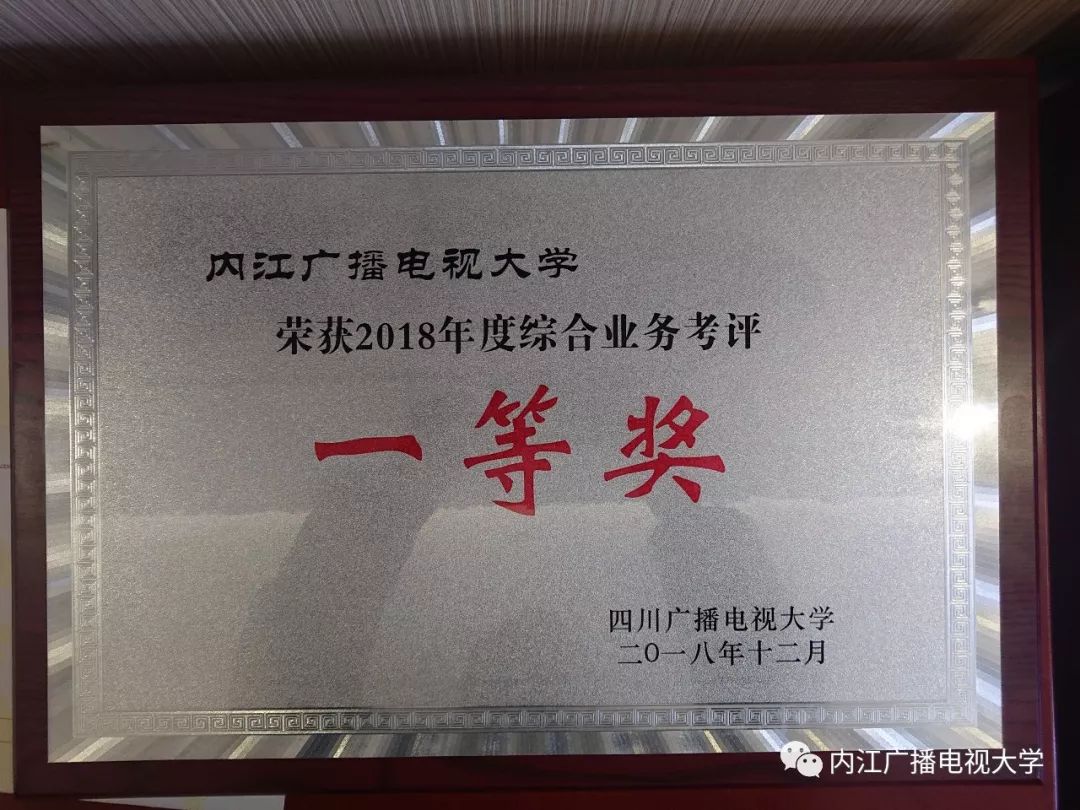 内江广播电视大学
荣获2018年度综合业务考评
一等奖
四川广播电视大学
二0一八年十二月
内江广播电视大学